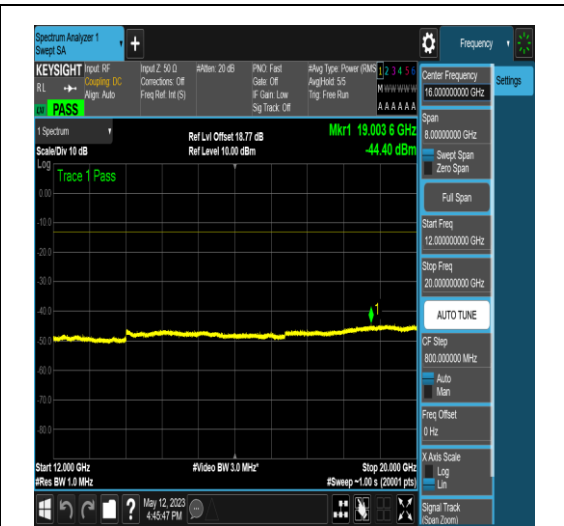 Spectrum Analyzer 1
Swept SA
+
Frequency
KEYSIGHT
Input: RF
Coupling: DC
Align: Auto
Input Z: 50 Ω
Corrections: Off
Freq Ref: Int (S)
#Atten: 20 dB
PNO: Fast
Gate: Off
IF Gain: Low
Sig Track: Off
#Avg Type: Power (RMS
Avg|Hold: 5/5
Trig: Free Run
1 2 3 4 5 6
M W W W W W
A A A A A A
RL
PASS
Center Frequency
16.000000000 GHz
Settings
1 Spectrum
Scale/Div 10 dB
Ref Lvl Offset 18.77 dB
Ref Level 10.00 dBm
Mkr1 19.003 6 GHz
-44.40 dBm
Span
8.00000000 GHz
Swept Span
Zero Span
Log
Trace 1 Pass
0.00
-10.0
-20.0
-30.0
-40.0
-50.0
-60.0
-70.0
-80.0
1
Full Span
Start Freq
12.000000000 GHz
Stop Freq
20.000000000 GHz
AUTO TUNE
CF Step
800.000000 MHz
Auto
Man
Freq Offset
0 Hz
X Axis Scale
Log
Lin
Signal Track
(Span Zoom)
Start 12.000 GHz
#Video BW 3.0 MHz*
Stop 20.000 GHz
#Res BW 1.0 MHz
#Sweep ~1.00 s (20001 pts)
?
May 12, 2023
4:45:47 PM